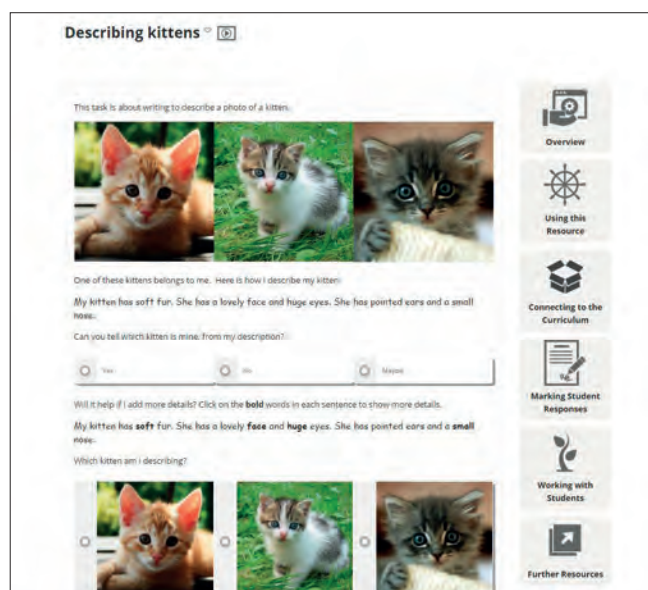 Describing kittens
This task is about writing to describe a photo of a kitten.
One of these kittens belongs to me. Here is how I describe my kitten:
My kitten has soft fur. She has a lovely face and huge eyes. She has pointed ears and a small
nose.
Can you tell which kitten is mine, from my description?
Yes No Maybe
Will it help if I add more details? Click on the bold words in each sentence to show more details.
My kitten has soft fur. She has a lovely face and huge eyes. She has pointed ears and a small
nose.
Which kitten am I describing?
Overview
Using this
Resource
Connecting to the
Curriculum
Marking Student
Responses
Working with
Students
Further Resources